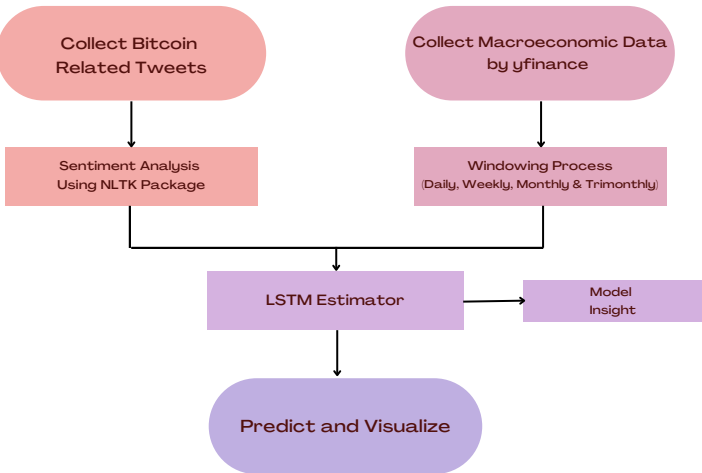 Collect Bitcoin
Related Tweets
Collect Macroeconomic Data
by yfinance
Sentiment Analysis
Using NLTK Package
Windowing Process
(Daily, Weekly, Monthly & Trimonthly)
LSTM Estimator
Model
Insight
Predict and Visualize